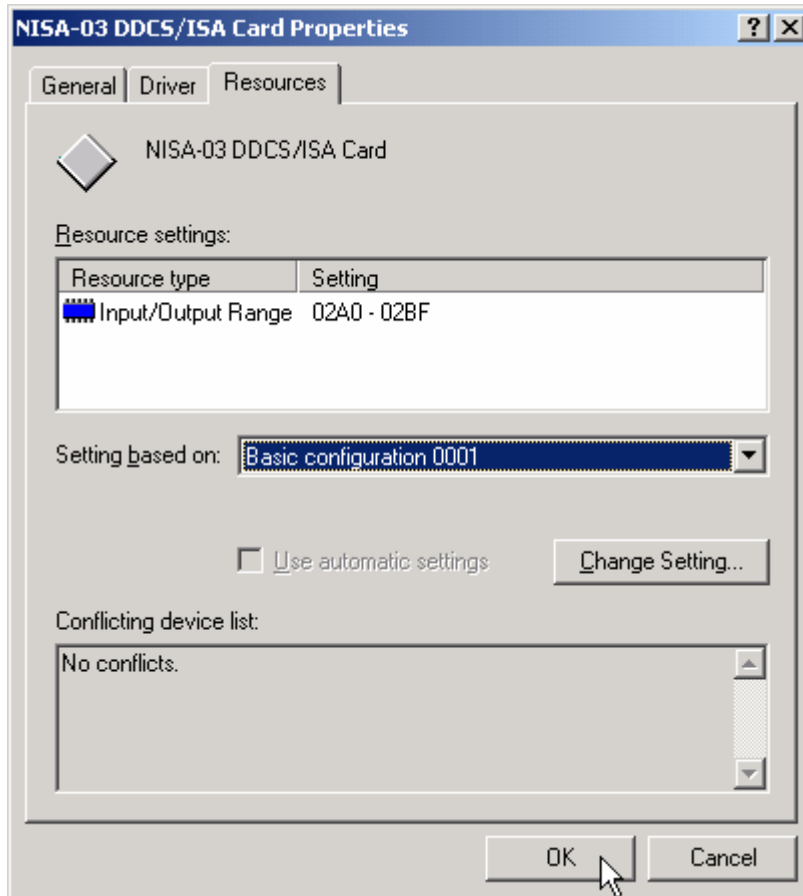 NISA-03 DDCS/ISA Card Properties
General Driver Resources
NISA-03 DDCS/ISA Card
Resource settings:
Resource type Setting
Input/Output Range 02A0 - 02BF
Setting based on: Basic configuration 0001
Use automatic settings Change Setting...
Conflicting device list:
No conflicts.
OK Cancel